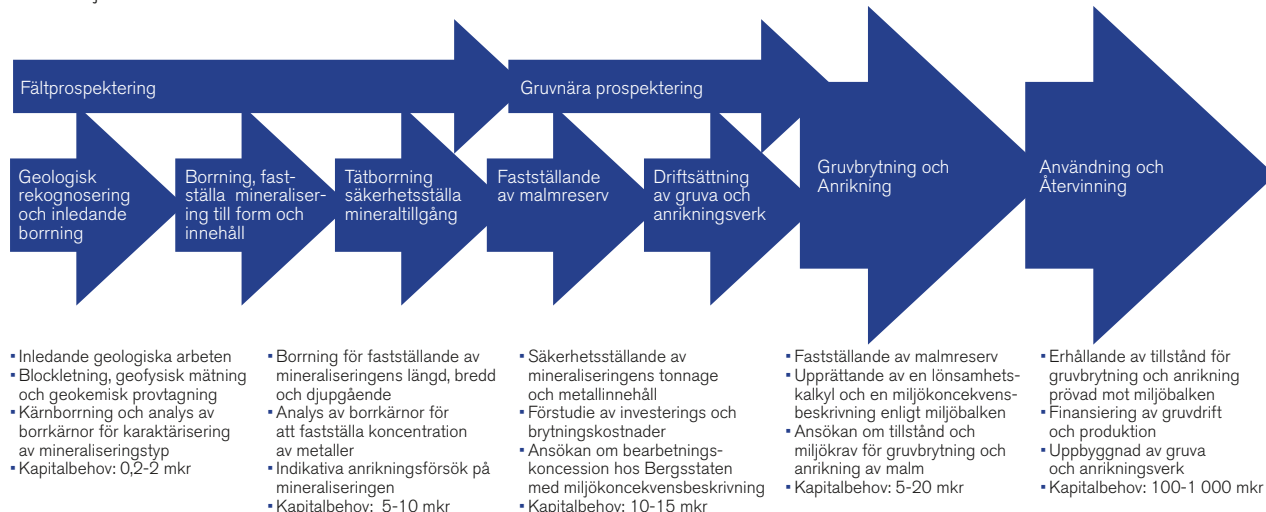 Fältprospektering
Gruvnära prospektering
Geologisk
rekognosering
och inledande
borrning
Borrning, fast-
ställa mineraliser-
ing till form och
innehåll
Tätborrning
säkerhetsställa
mineraltillgång
Fastställande
av malmreserv
Driftsättning
av gruva och
anrikningsverk
Gruvbrytning och
Anrikning
Användning och
Återvinning
▪ Inledande geologiska arbeten
▪ Blockletning, geofysisk mätning
och geokemisk provtagning
▪ Kärnborrning och analys av
borrkärnor för karaktärisering
av mineraliseringstyp
▪ Kapitalbehov: 0,2-2 mkr
▪ Borrning för fastställande av
mineraliseringens längd, bredd
och djupgående
▪ Analys av borrkärnor för
att fastställa koncentration
av metaller
▪ Indikativa anrikningsförsök på
mineraliseringen
▪ Kapitalbehov: 5-10 mkr
▪ Säkerhetsställande av
mineraliseringens tonnage
och metallinnehåll
▪ Förstudie av investerings och
brytningskostnader
▪ Ansökan om bearbetnings-
koncession hos Bergsstaten
med miljökoncekvensbeskrivning
▪ Kapitalbehov: 10-15 mkr
▪ Fastställande av malmreserv
▪ Upprättande av en lönsamhets-
kalkyl och en miljökoncekvens-
beskrivning enligt miljöbalken
▪ Ansökan om tillstånd och
miljökrav för gruvbrytning och
anrikning av malm
▪ Kapitalbehov: 5-20 mkr
▪ Erhållande av tillstånd för
gruvbrytning och anrikning
prövad mot miljöbalken
▪ Finansiering av gruvdrift
och produktion
▪ Uppbyggnad av gruva
och anrikningsverk
▪ Kapitalbehov: 100-1 000 mkr